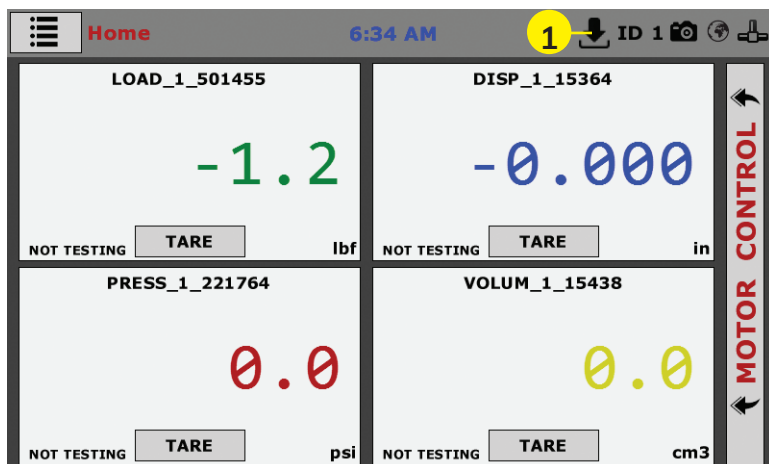 Home 6:34 AM 1 ID 1
LOAD_1_501455
-1.2
NOT TESTING TARE lbf
DISP_1_15364
-0.000
NOT TESTING TARE in
PRESS_1_221764
0.0
NOT TESTING TARE psi
VOLUM_1_15438
0.0
NOT TESTING TARE cm3
MOTOR CONTROL